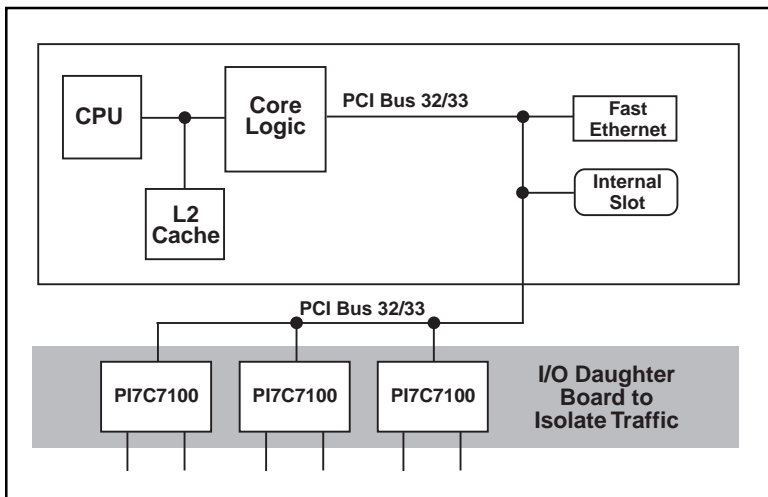 CPU
Core
Logic
PCI Bus 32/33
Fast
Ethernet
L2
Cache
Internal
Slot
PCI Bus 32/33
PI7C7100
PI7C7100
PI7C7100
I/O Daughter
Board to
Isolate Traffic